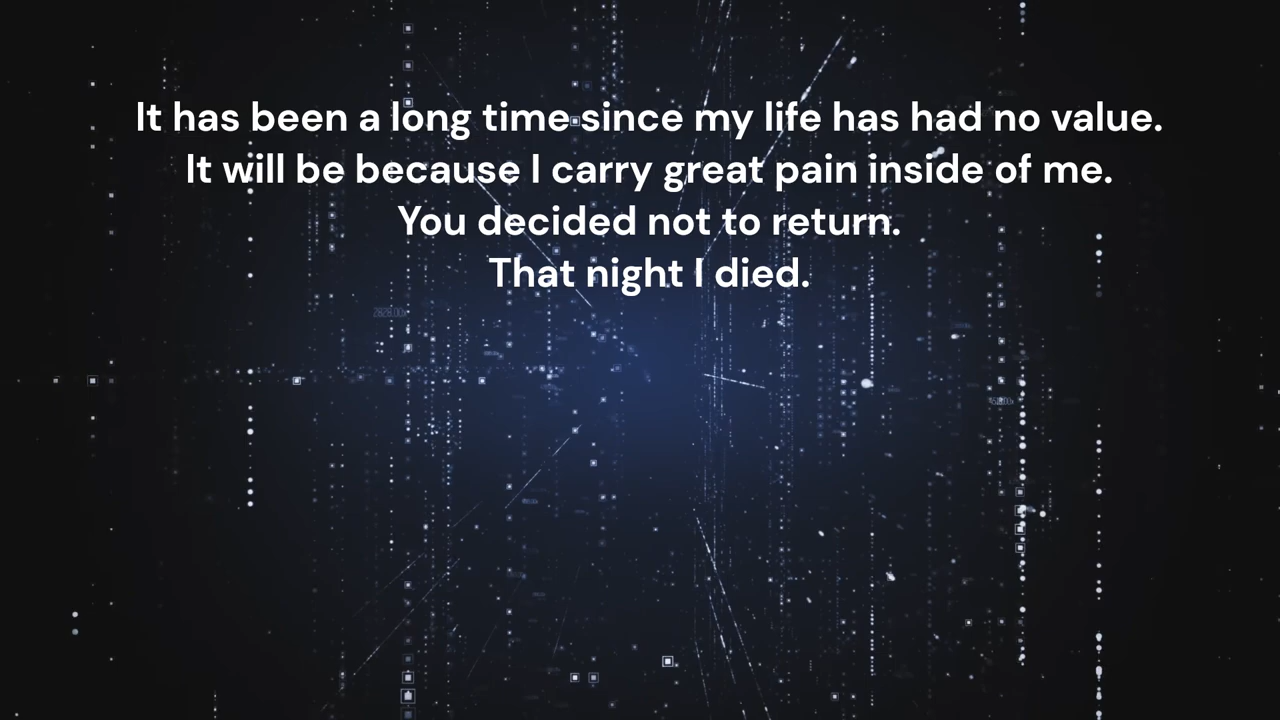 It has been a long time since my life has had no value.
It will be because I carry great pain inside of me.
You decided not to return.
That night I died.